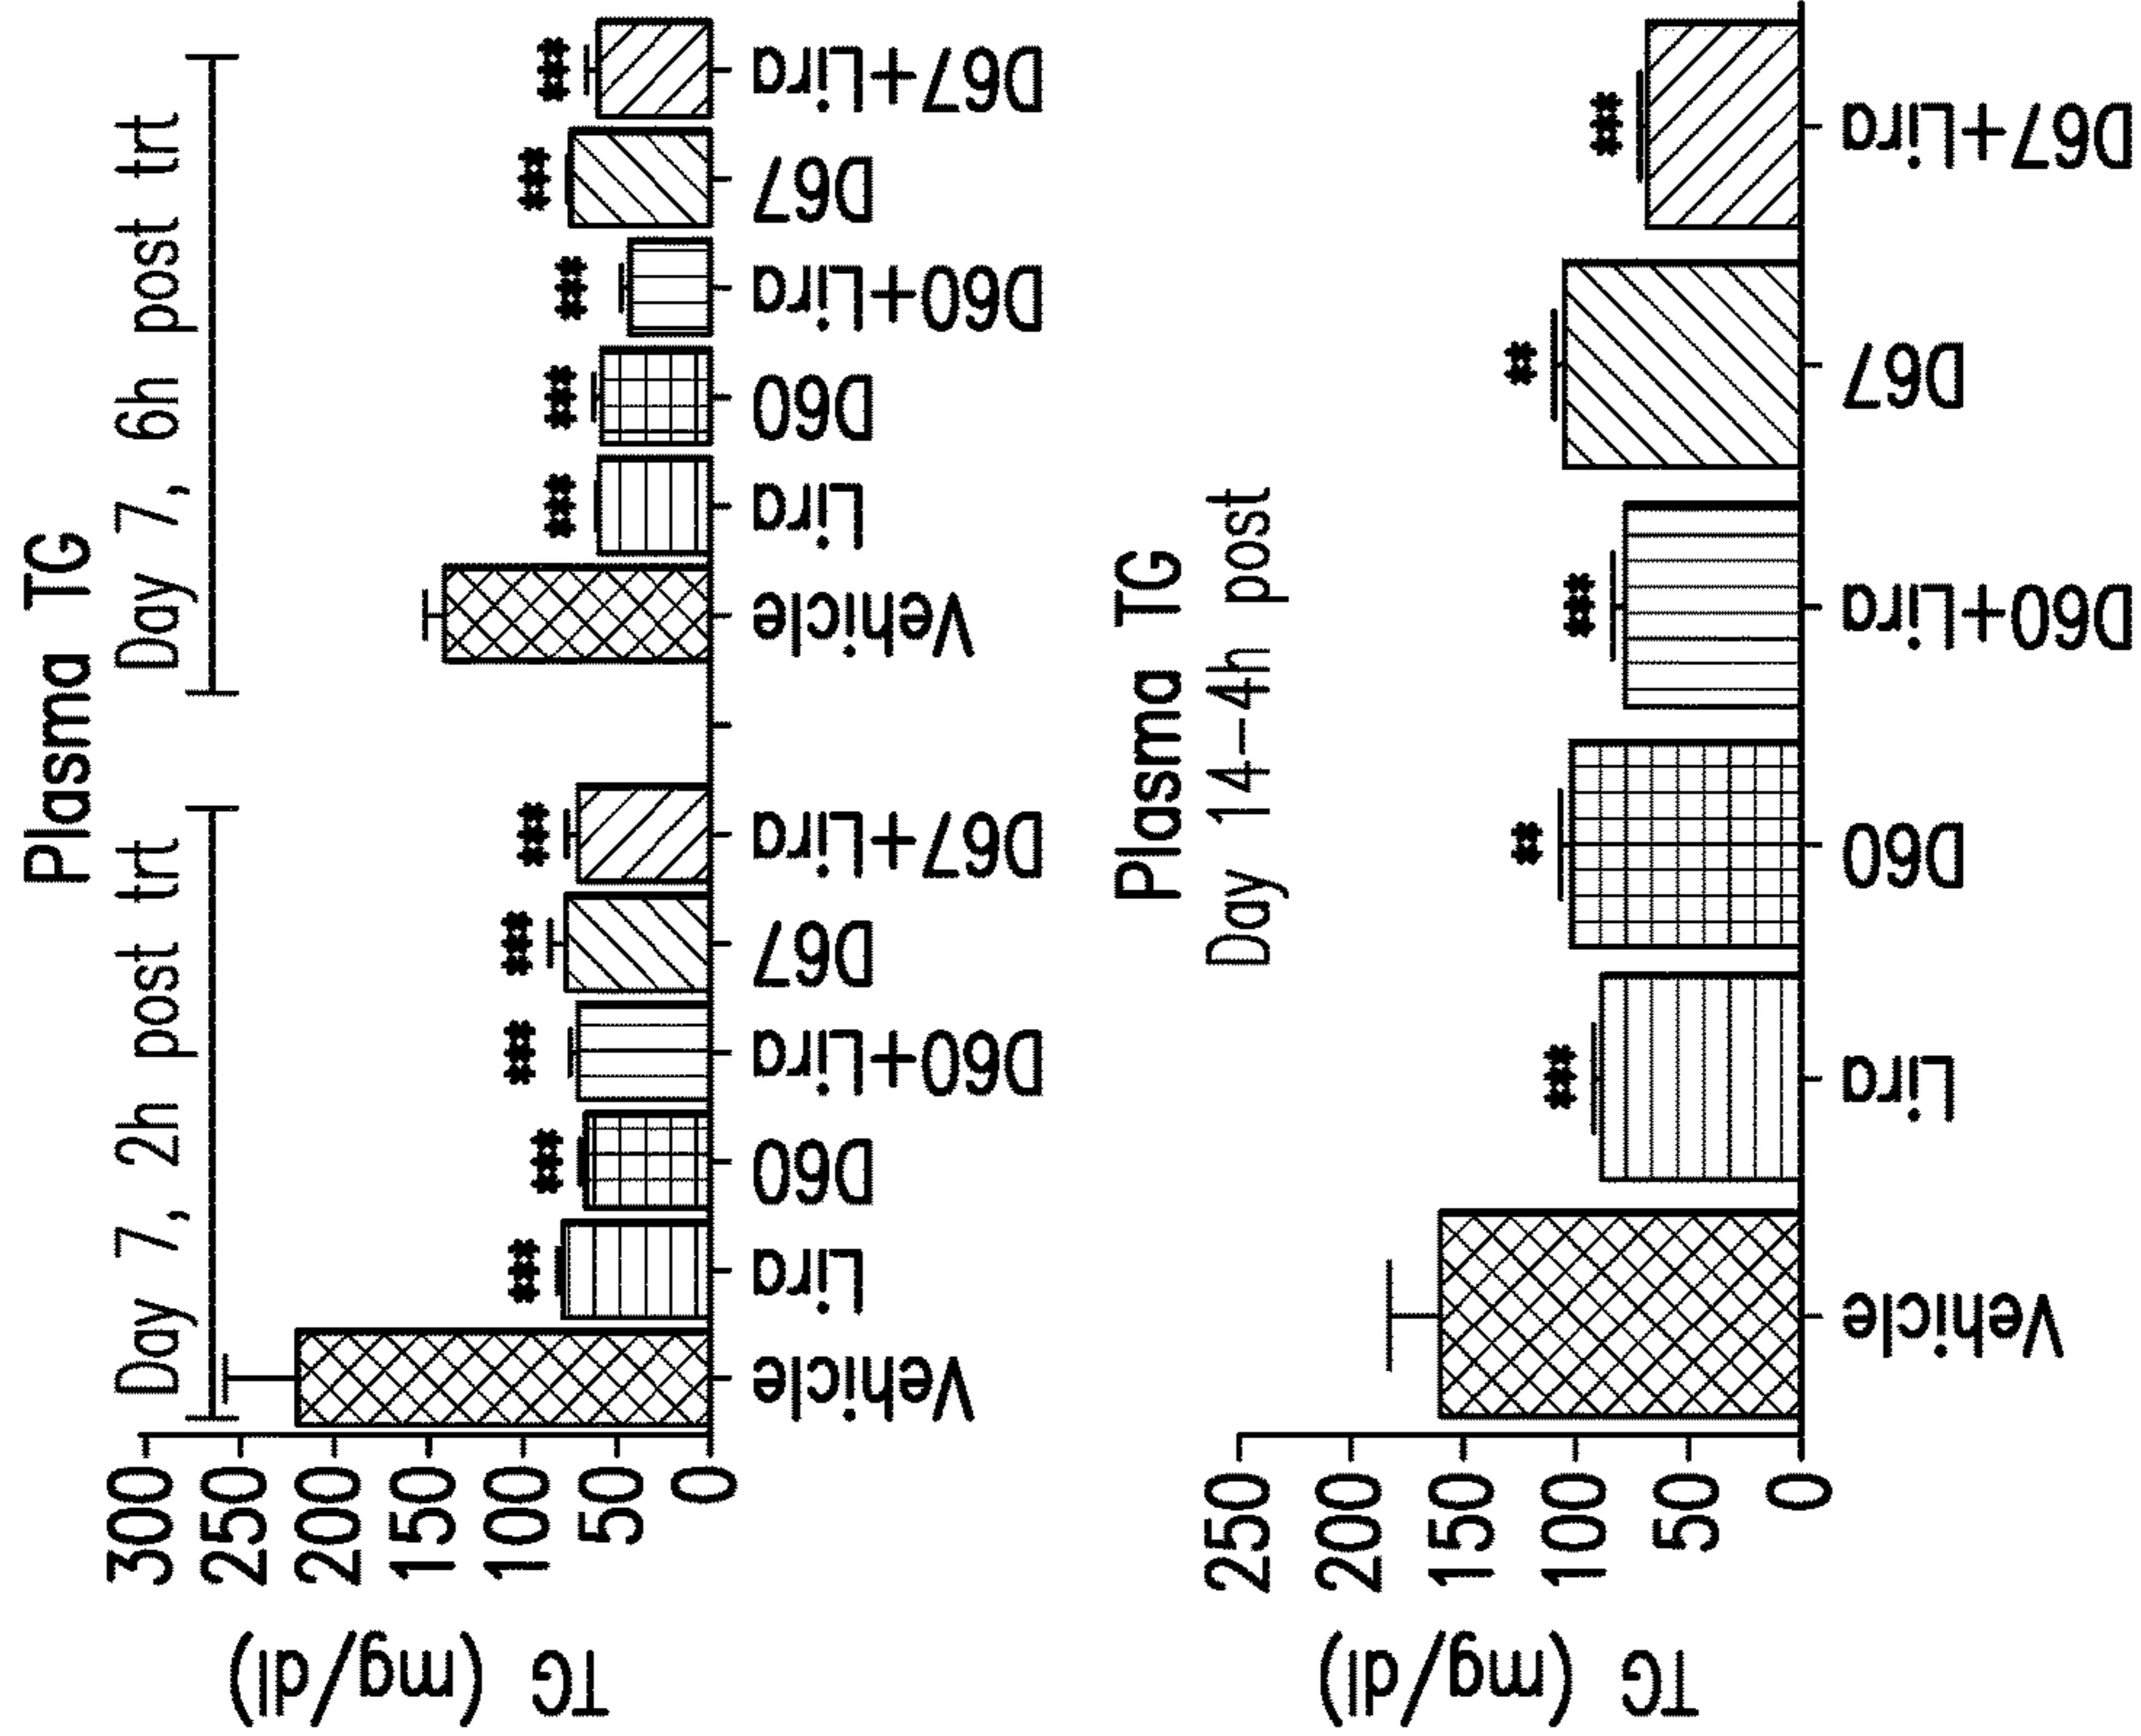 Plasma TG
Day 7, 2h post trt
Day 7, 6h post trt
TG (mg/dl)
300
250
200
150
100
50
0
***
***
***
***
***
***
***
***
***
***
Vehicle
Lira
D60
D60+Lira
D67
D67+Lira
Vehicle
Lira
D60
D60+Lira
D67
D67+Lira
Plasma TG
Day 14-4h post
TG (mg/dl)
250
200
150
100
50
0
***
**
***
**
***
Vehicle
Lira
D60
D60+Lira
D67
D67+Lira